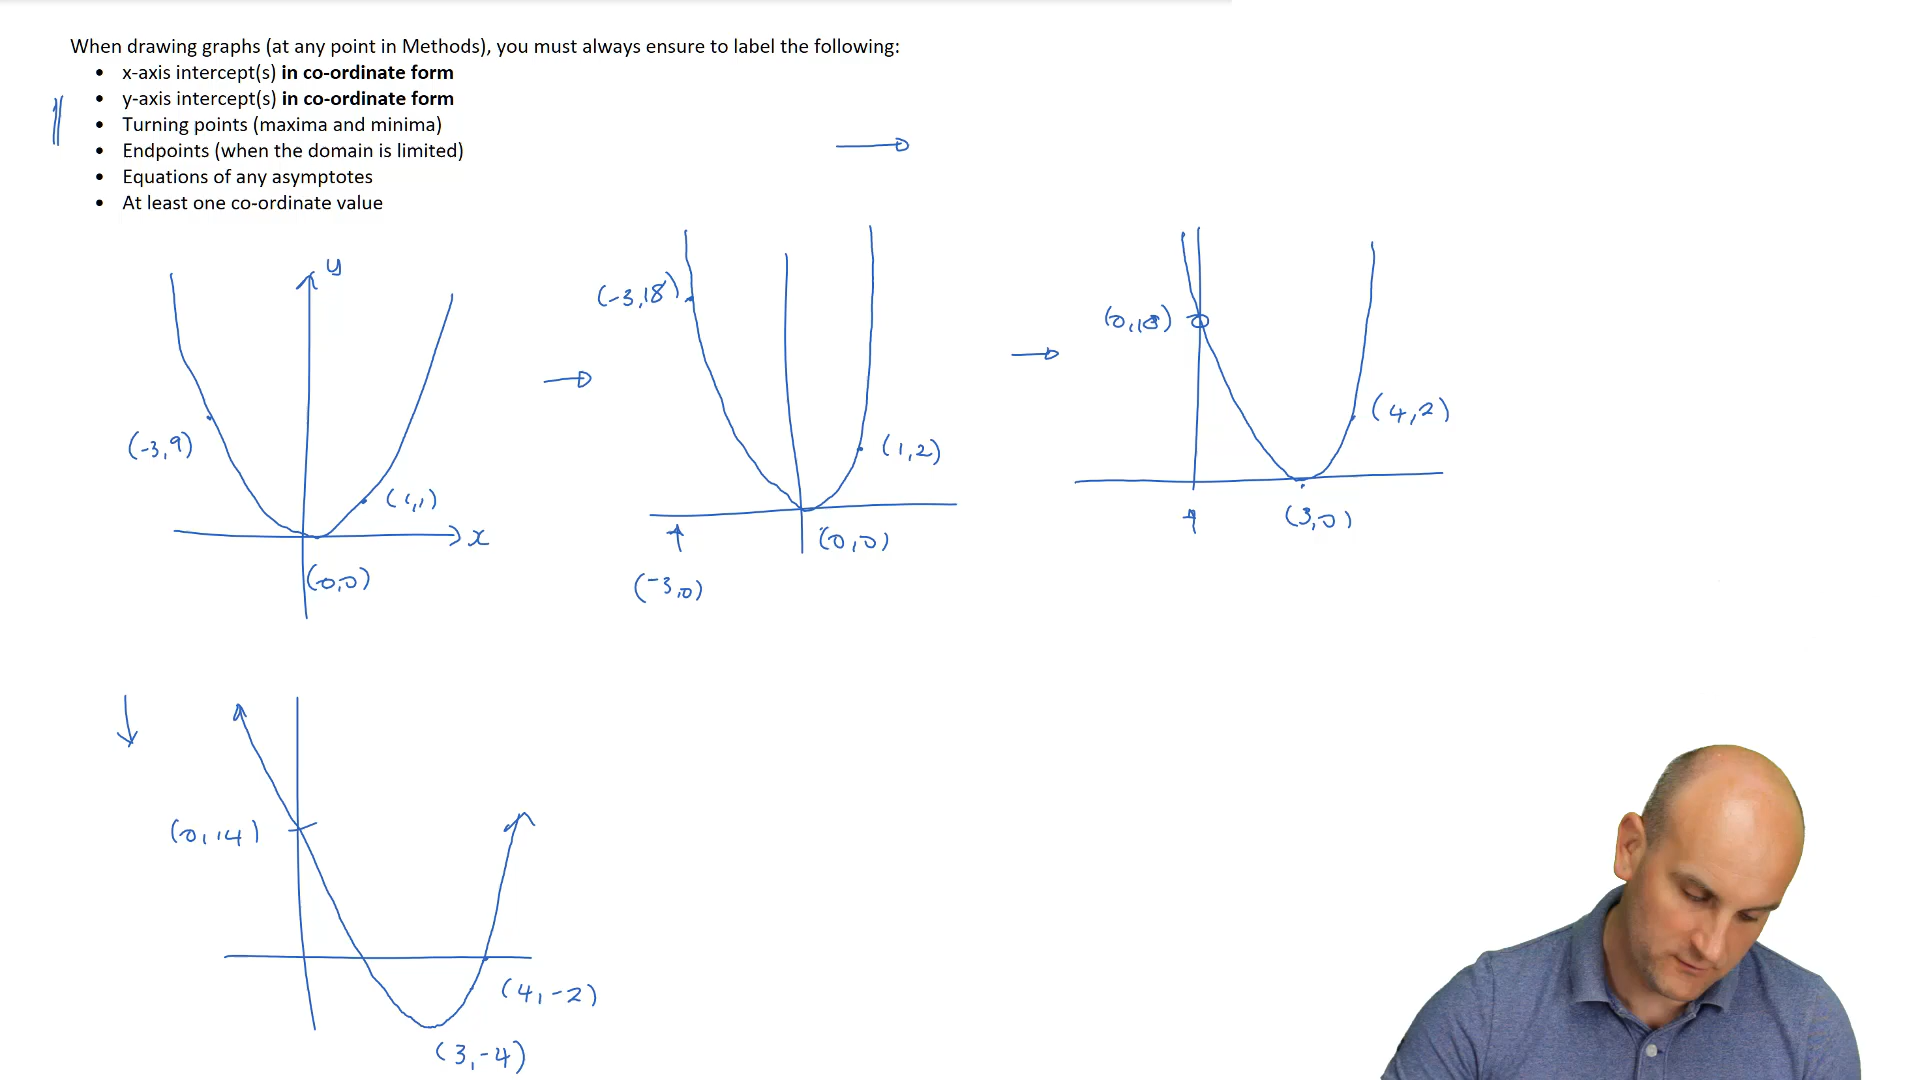 When drawing graphs (at any point in Methods), you must always ensure to label the following:
• x-axis intercept(s) in co-ordinate form
• y-axis intercept(s) in co-ordinate form
• Turning points (maxima and minima)
• Endpoints (when the domain is limited)
• Equations of any asymptotes
• At least one co-ordinate value
y
(-3,9)
(1,1)
x
(0,0)
(-3,18)
(1,2)
(0,0)
(-3,0)
(0,18)
(4,2)
(3,0)
(0,14)
(4,-2)
(3,-4)